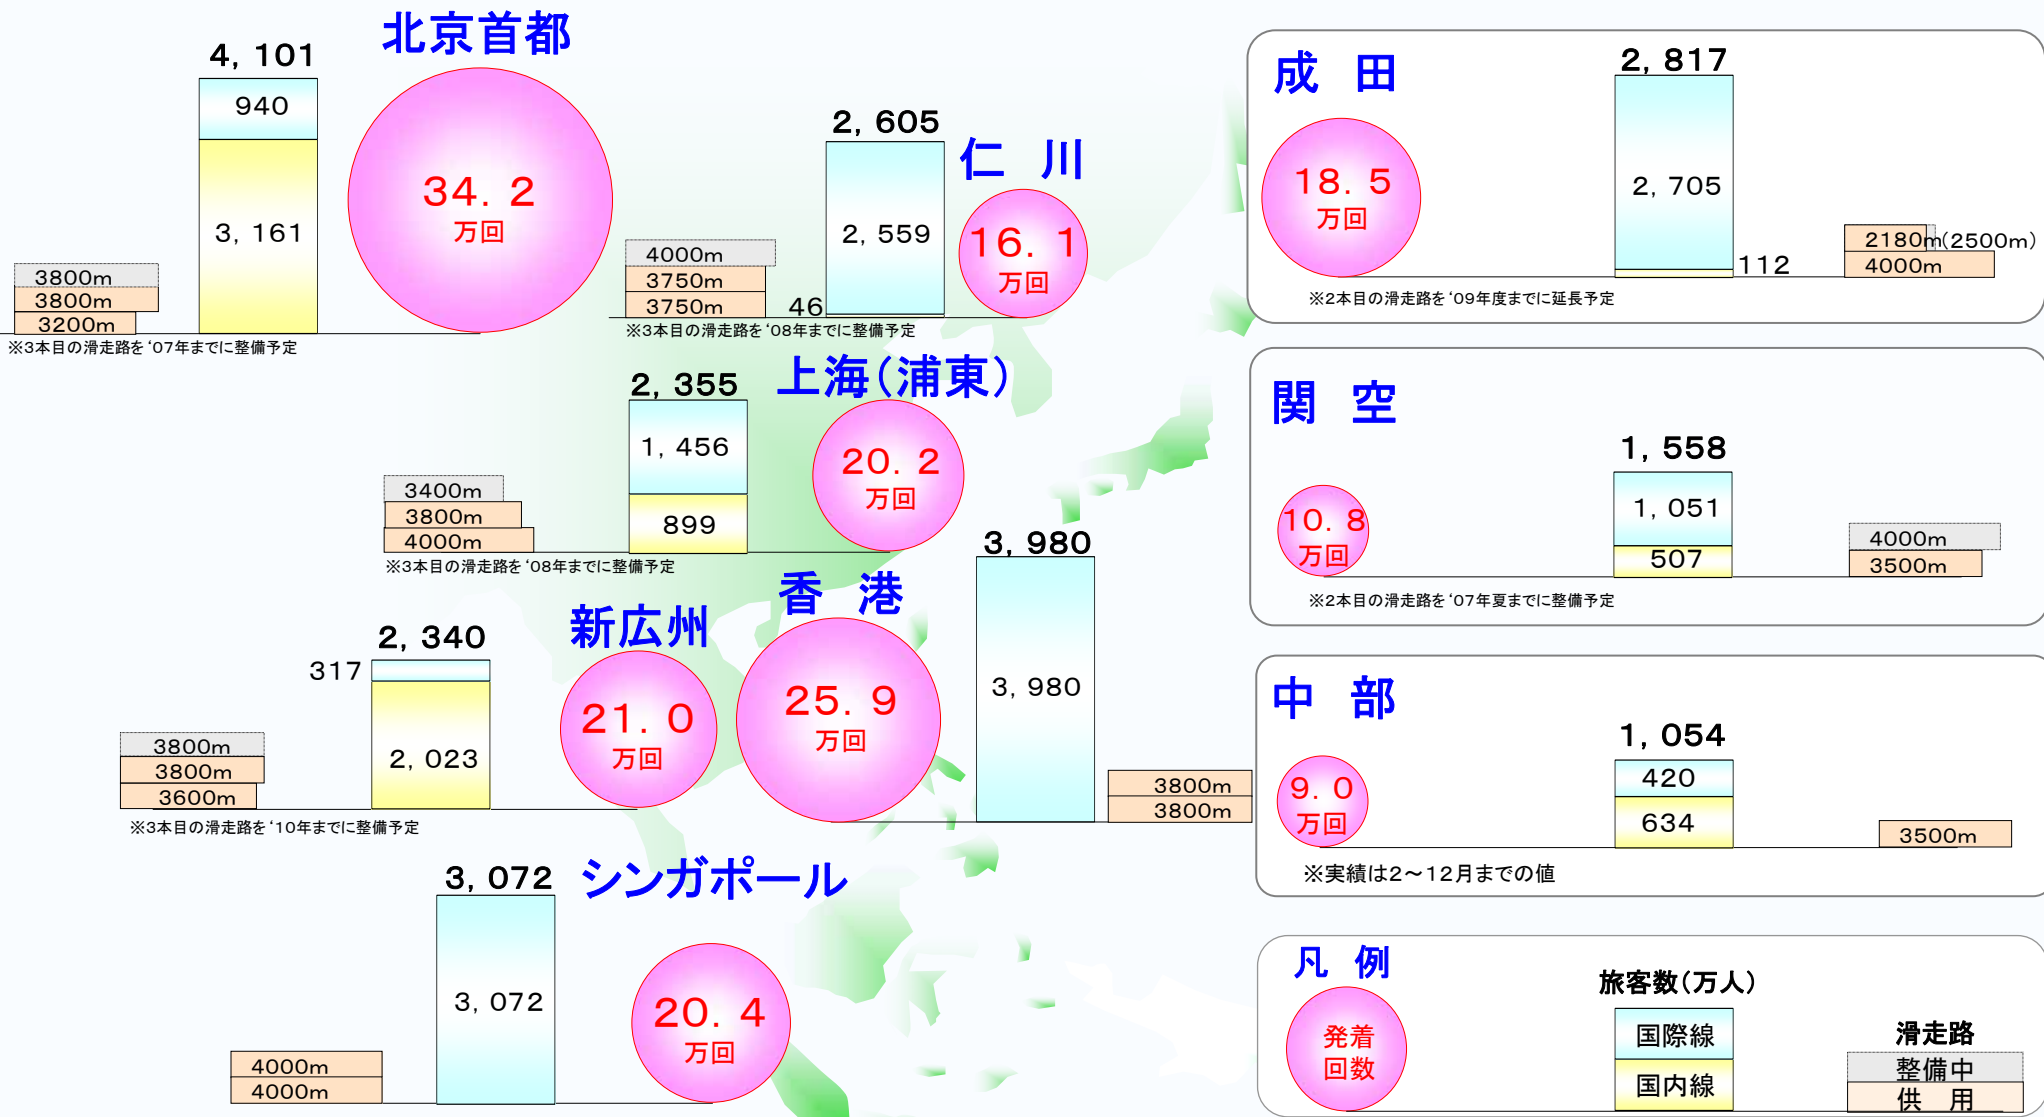 北京首都
4,101
940
3,161
34.2
万回
3800m
3800m
3200m
※3本目の滑走路を‘07年までに整備予定
仁 川
2,605
2,559
46
16.1
万回
4000m
3750m
3750m
※3本目の滑走路を‘08年までに整備予定
上海(浦東)
2,355
1,456
899
20.2
万回
3400m
3800m
4000m
※3本目の滑走路を‘08年までに整備予定
新広州
2,340
317
2,023
21.0
万回
3800m
3800m
3600m
※3本目の滑走路を‘10年までに整備予定
香 港
3,980
3,980
25.9
万回
3800m
3800m
シンガポール
3,072
3,072
20.4
万回
4000m
4000m
成 田
2,817
2,705
112
18.5
万回
2180m(2500m)
4000m
※2本目の滑走路を‘09年度までに延長予定
関 空
1,558
1,051
507
10.8
万回
4000m
3500m
※2本目の滑走路を‘07年夏までに整備予定
中 部
1,054
420
634
9.0
万回
3500m
※実績は2~12月までの値
凡 例
旅客数(万人)
発着
回数
国際線
国内線
滑走路
整備中
供 用